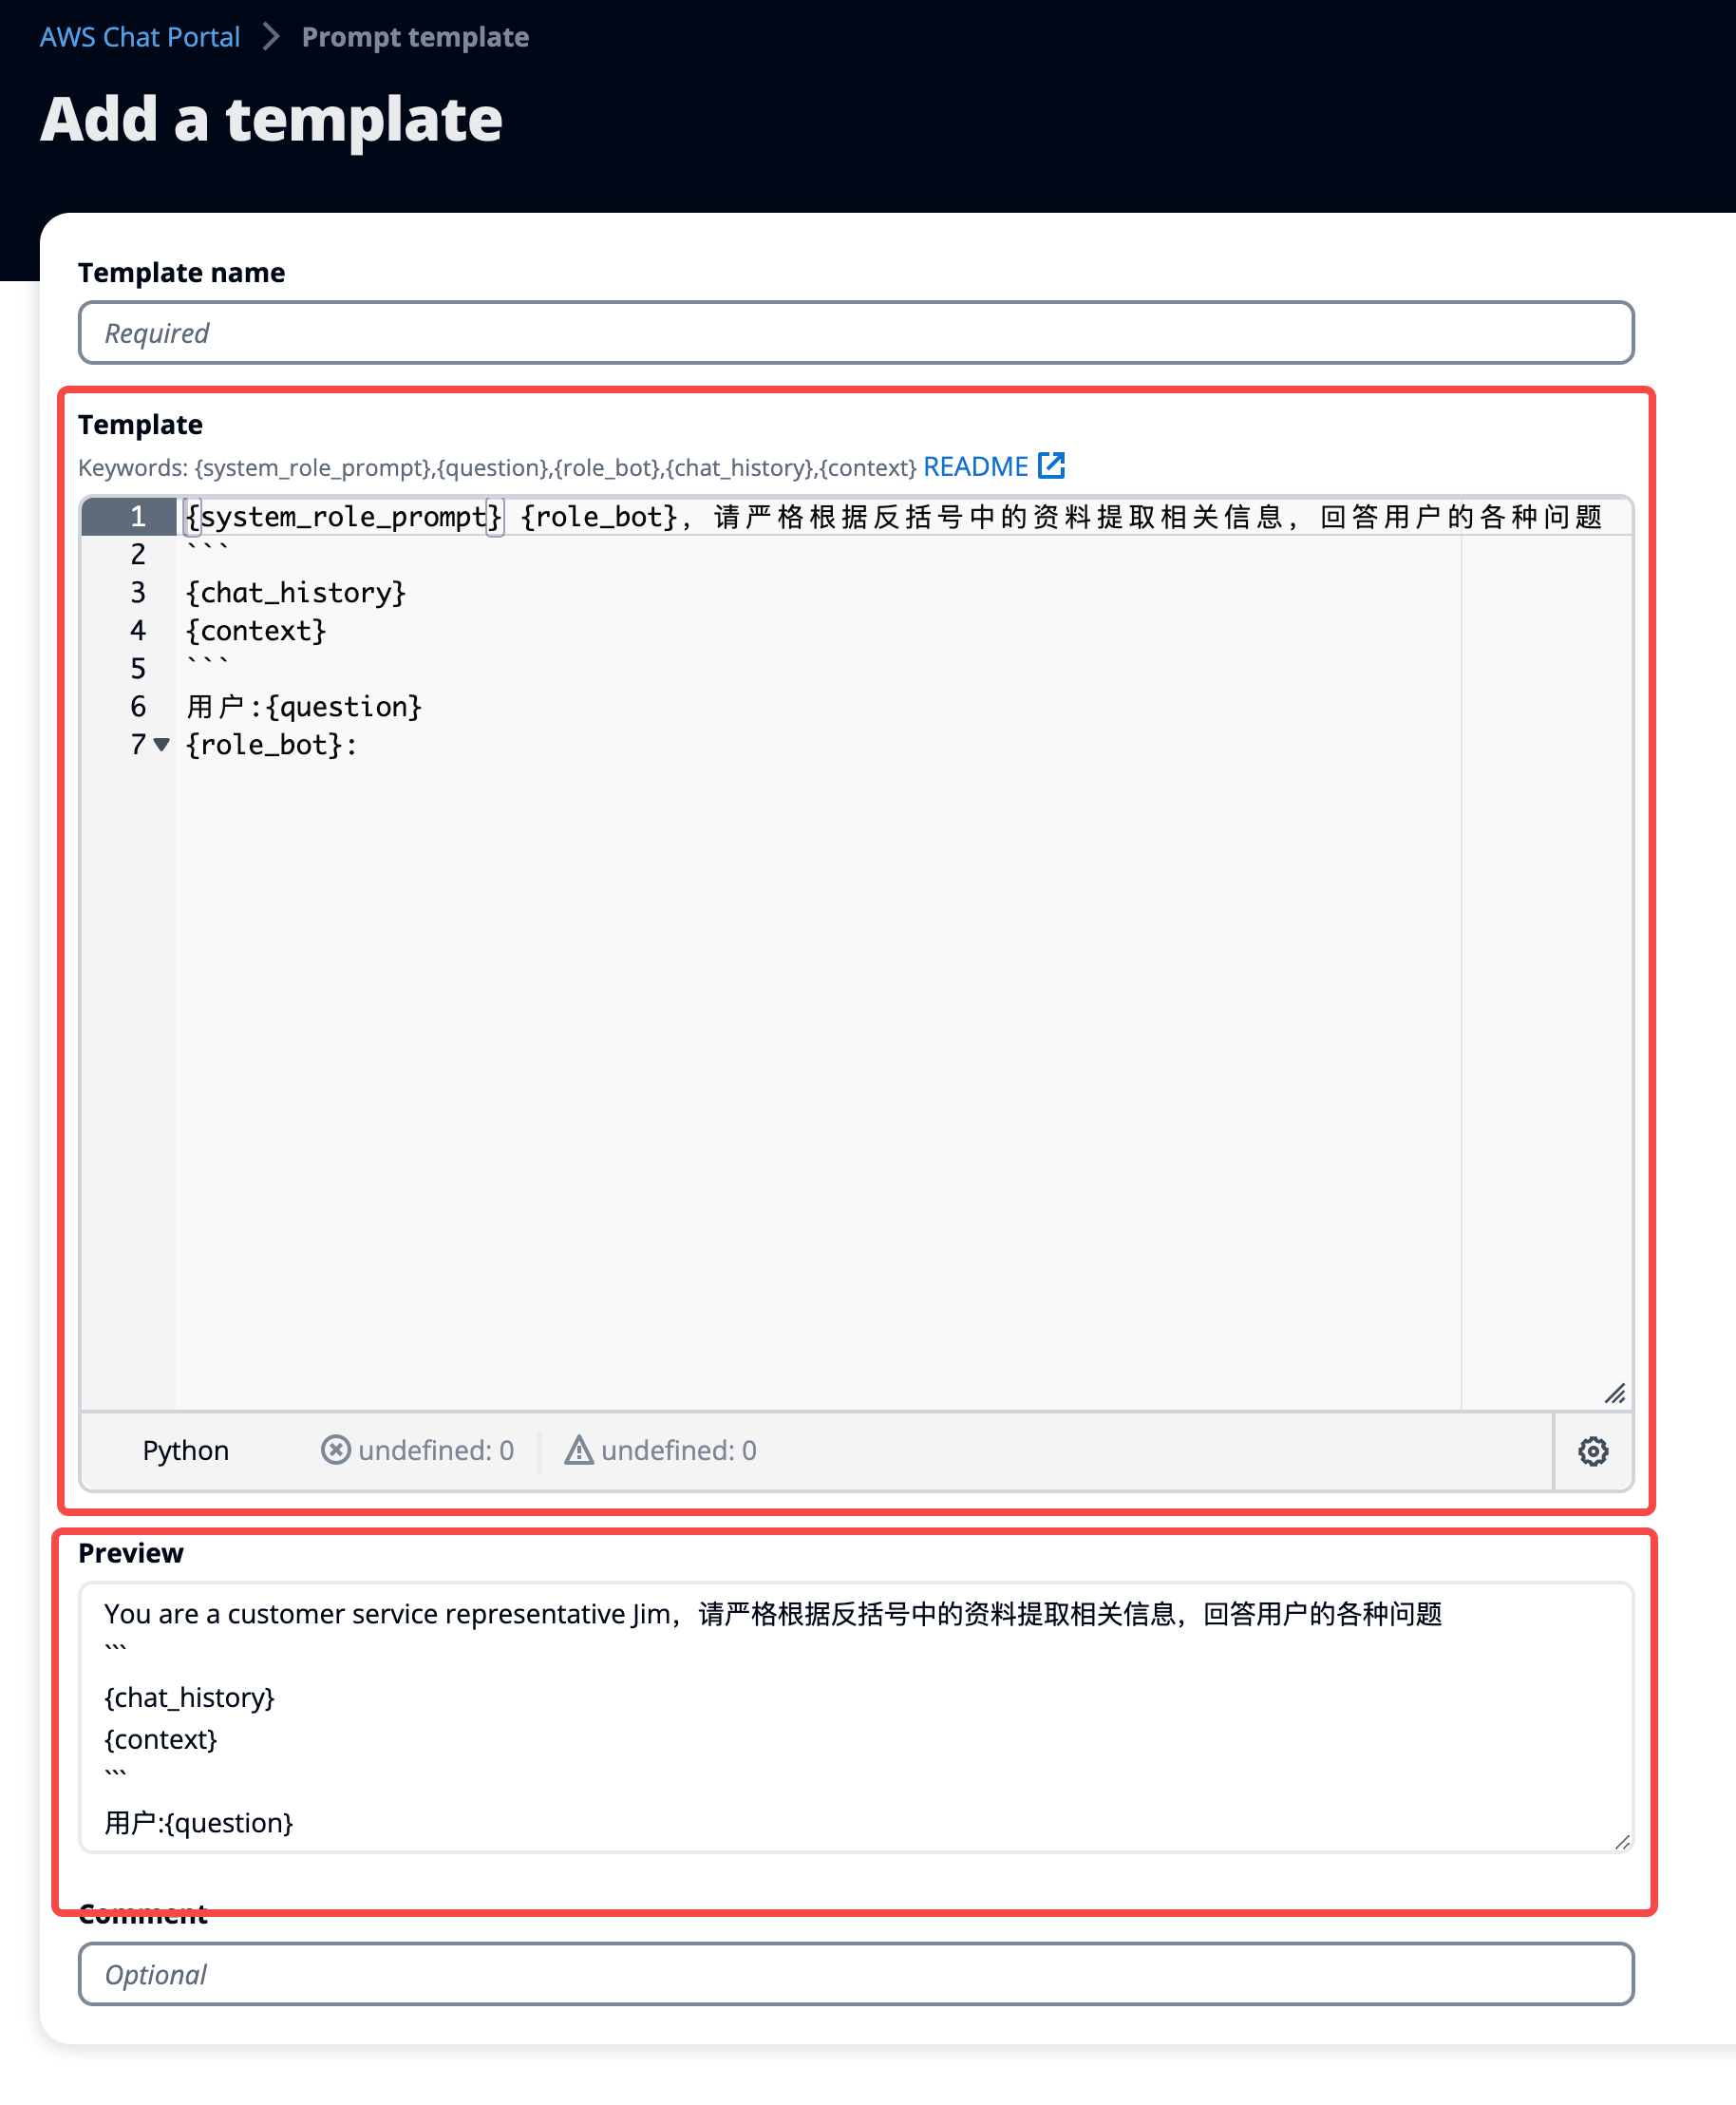 AWS Chat Portal > Prompt template
Add a template
Template name
Required
Template
Keywords: {system_role_prompt},{question},{role_bot},{chat_history},{context} README
1 {system_role_prompt} {role_bot}，请严格根据反括号中的资料提取相关信息，回答用户的各种问题
2 ```
3 {chat_history}
4 {context}
5 ```
6 用户:{question}
7 {role_bot}:
Python undefined: 0 undefined: 0
Preview
You are a customer service representative Jim，请严格根据反括号中的资料提取相关信息，回答用户的各种问题
```
{chat_history}
{context}
```
用户:{question}
Comment
Optional